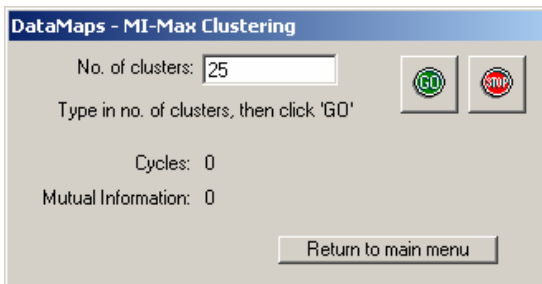 DataMaps - MI-Max Clustering
No. of clusters: 25
GO STOP
Type in no. of clusters, then click 'GO'
Cycles: 0
Mutual Information: 0
Return to main menu